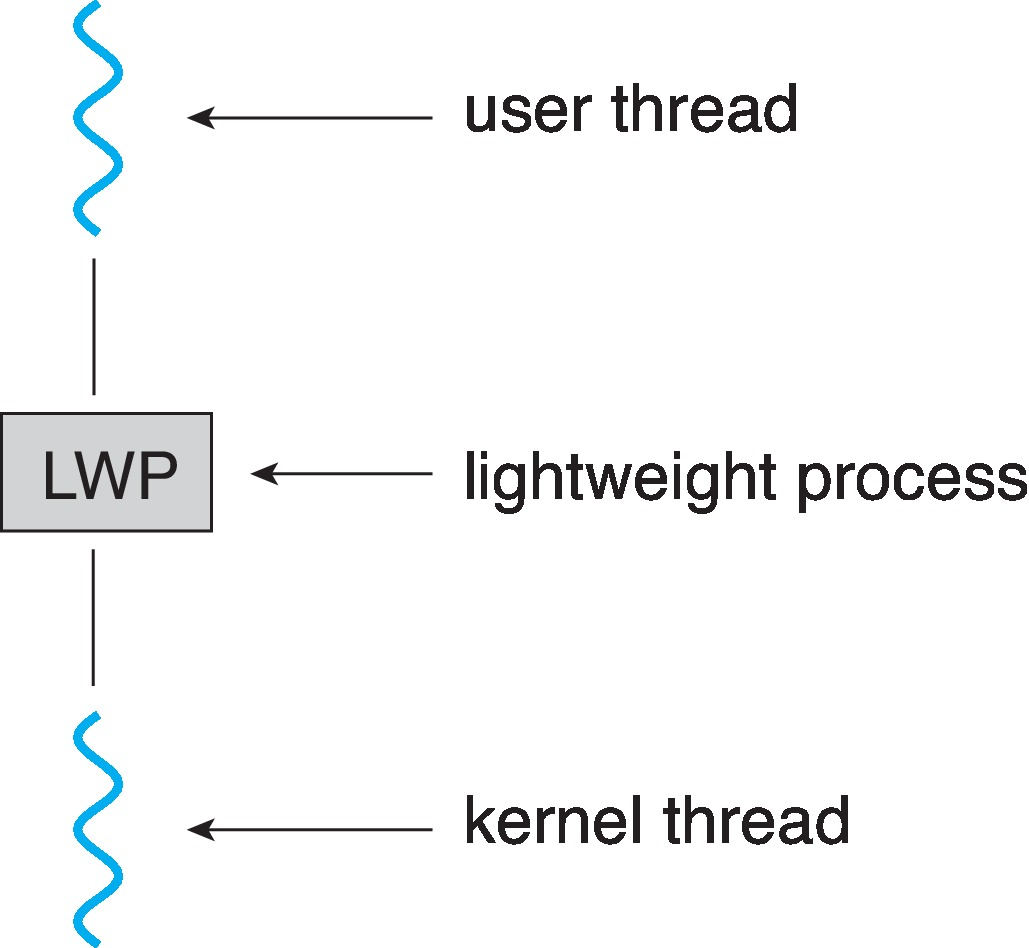 user thread
LWP
lightweight process
kernel thread